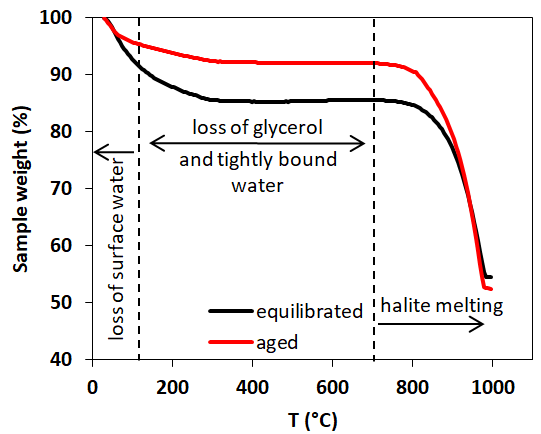 100
90
80
70
60
50
40
Sample weight (%)
loss of surface water
loss of glycerol
and tightly bound
water
equilibrated
aged
halite melting
0
200
400
600
800
1000
T (°C)